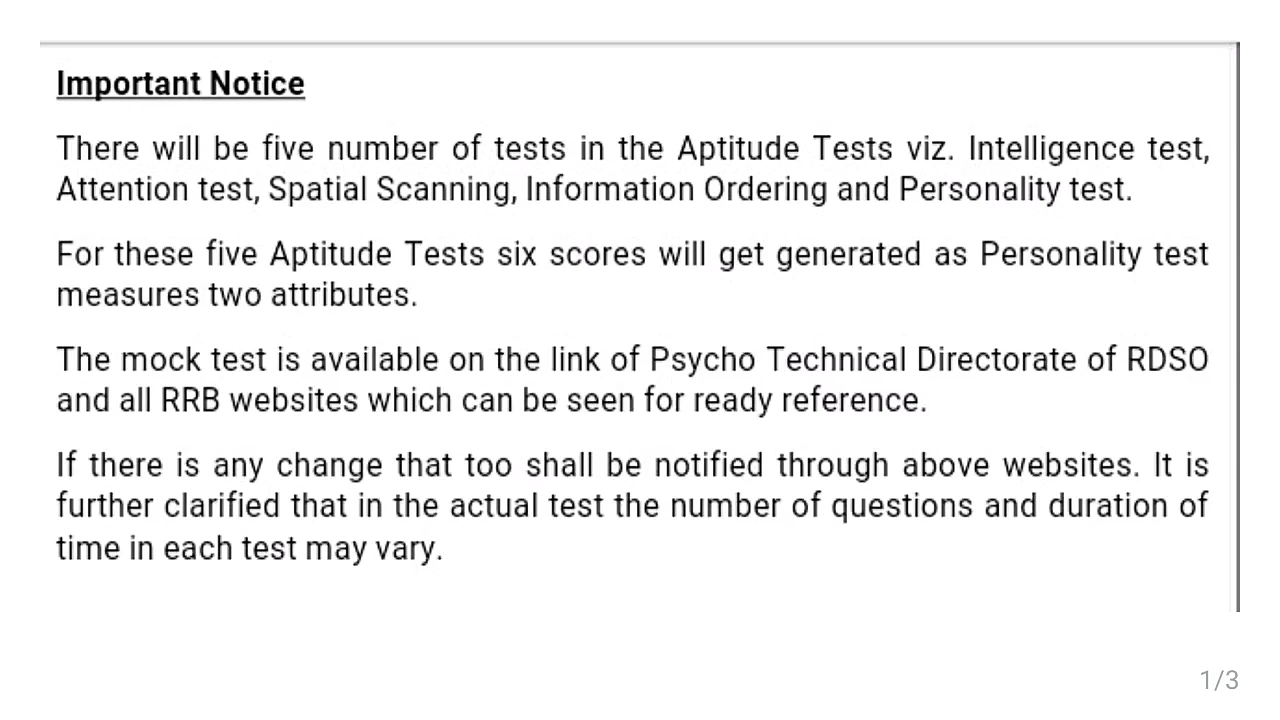 Important Notice
There will be five number of tests in the Aptitude Tests viz. Intelligence test,
Attention test, Spatial Scanning, Information Ordering and Personality test.
For these five Aptitude Tests six scores will get generated as Personality test
measures two attributes.
The mock test is available on the link of Psycho Technical Directorate of RDSO
and all RRB websites which can be seen for ready reference.
If there is any change that too shall be notified through above websites. It is
further clarified that in the actual test the number of questions and duration of
time in each test may vary.
1/3